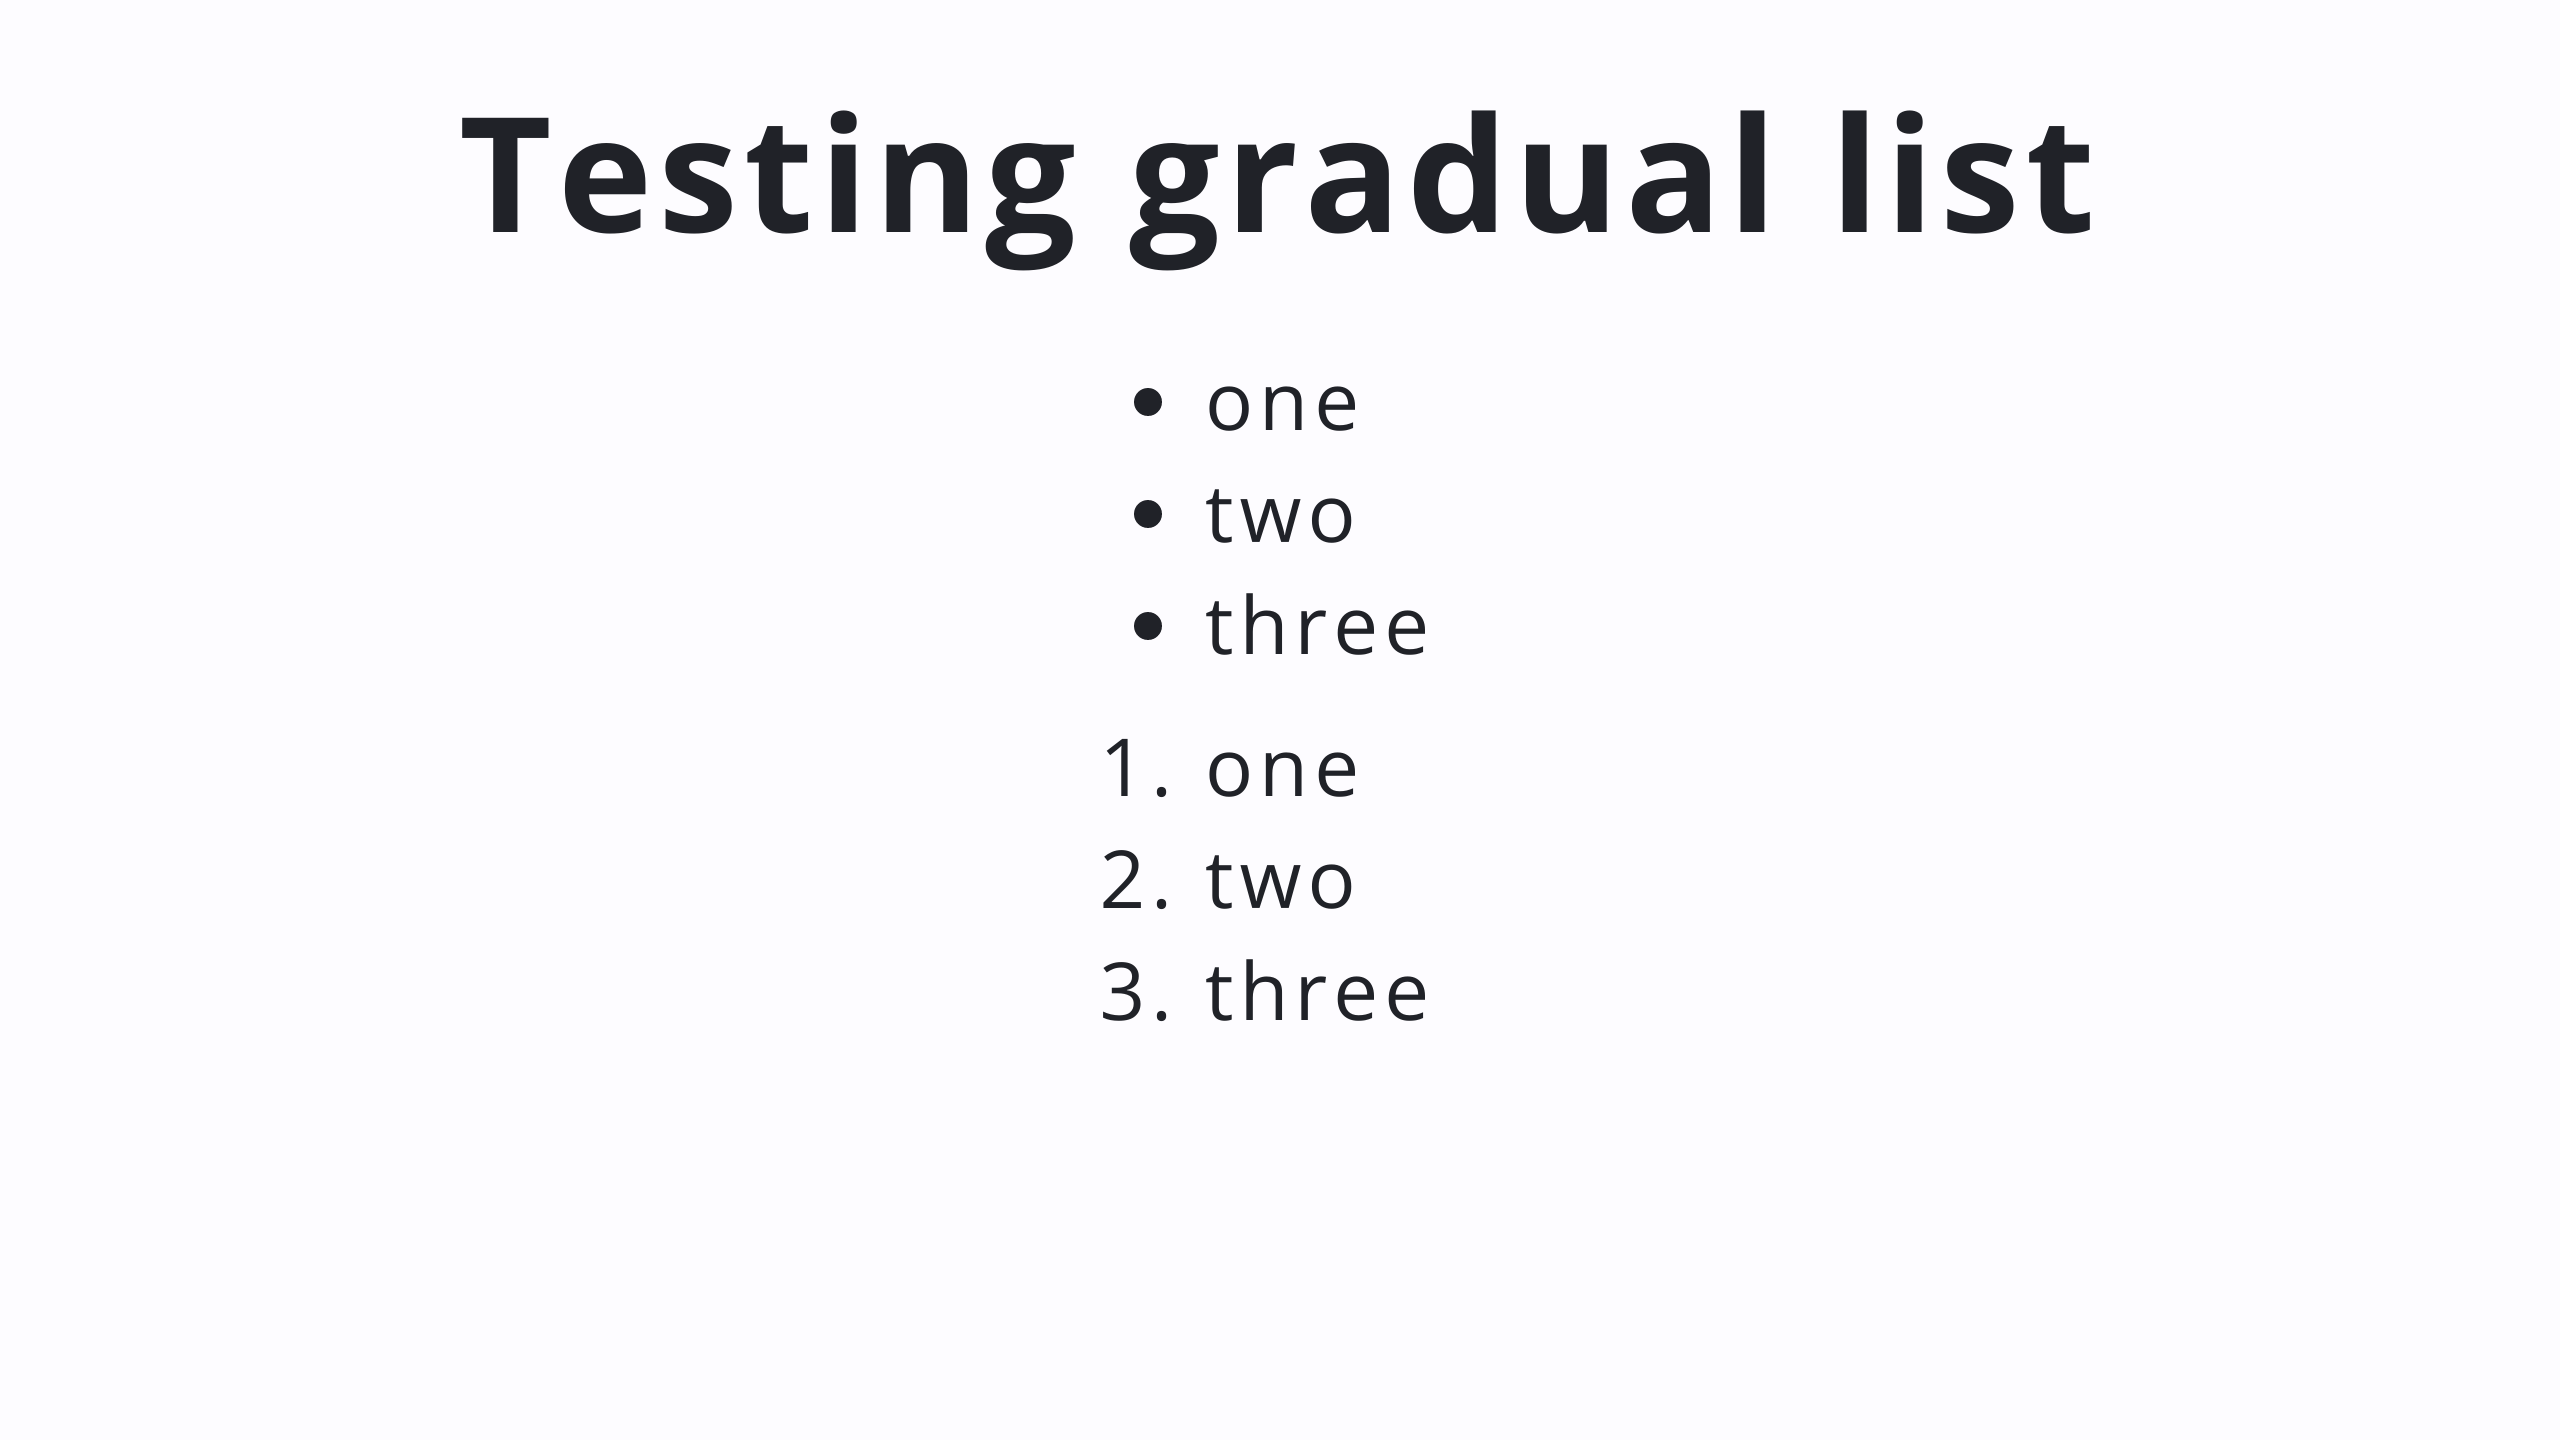 Testing gradual list
• one
• two
• three
1. one
2. two
3. three